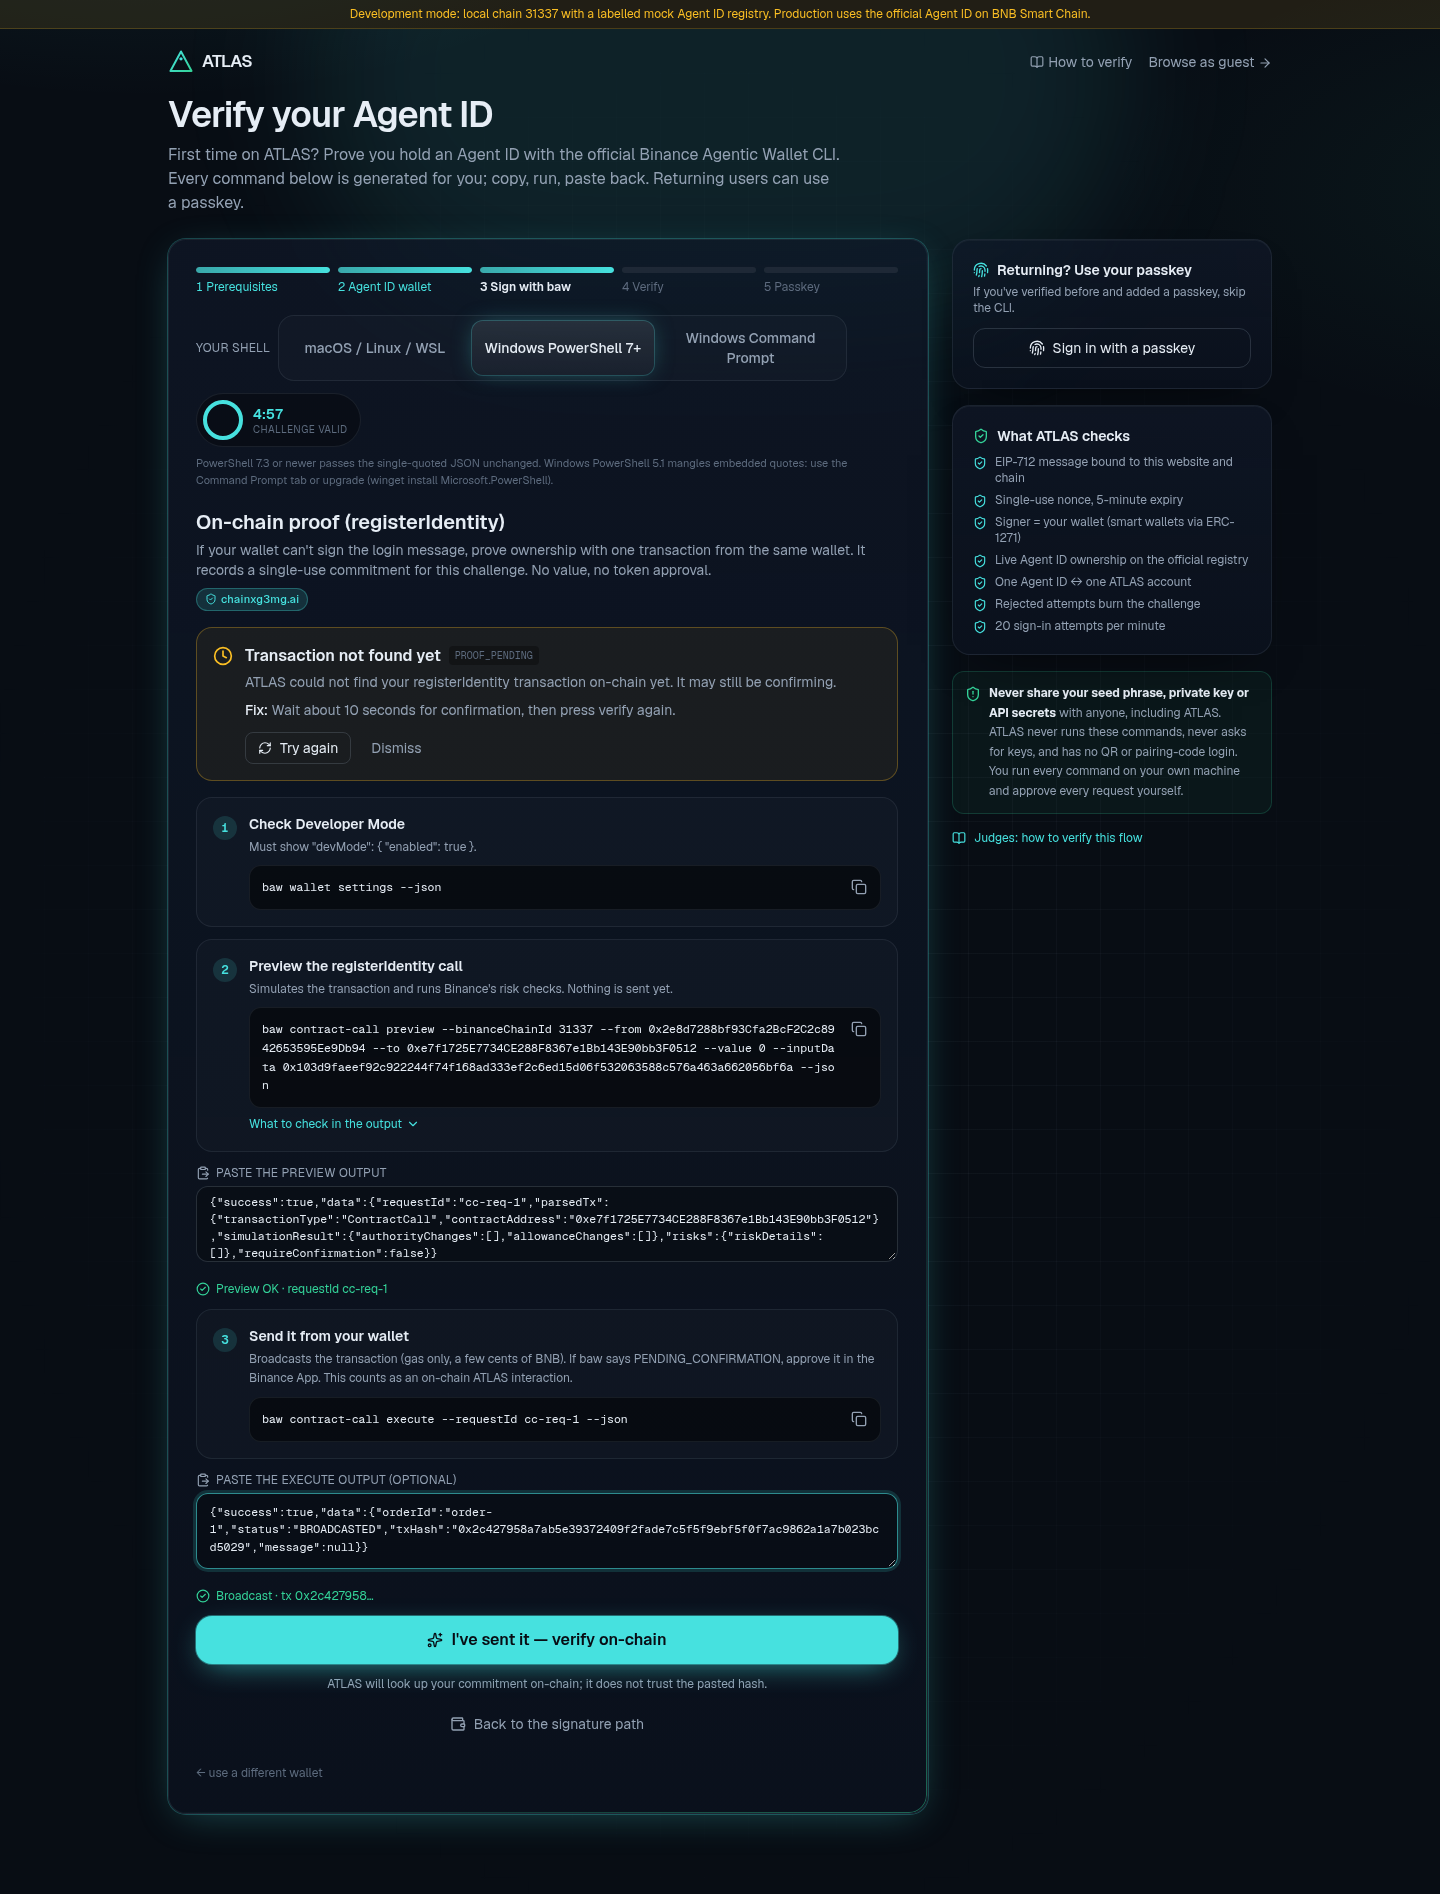 Development mode: local chain 31337 with a labelled mock Agent ID registry. Production uses the official Agent ID on BNB Smart Chain.
ATLAS
How to verify
Browse as guest →
Verify your Agent ID
First time on ATLAS? Prove you hold an Agent ID with the official Binance Agentic Wallet CLI.
Every command below is generated for you; copy, run, paste back. Returning users can use
a passkey.
1 Prerequisites
2 Agent ID wallet
3 Sign with baw
4 Verify
5 Passkey
YOUR SHELL
macOS / Linux / WSL
Windows PowerShell 7+
Windows Command
Prompt
4:57
CHALLENGE VALID
PowerShell 7.3 or newer passes the single-quoted JSON unchanged. Windows PowerShell 5.1 mangles embedded quotes: use the
Command Prompt tab or upgrade (winget install Microsoft.PowerShell).
On-chain proof (registerIdentity)
If your wallet can't sign the login message, prove ownership with one transaction from the same wallet. It
records a single-use commitment for this challenge. No value, no token approval.
chainxg3mg.ai
Transaction not found yet PROOF_PENDING
ATLAS could not find your registerIdentity transaction on-chain yet. It may still be confirming.
Fix: Wait about 10 seconds for confirmation, then press verify again.
Try again
Dismiss
1
Check Developer Mode
Must show "devMode": { "enabled": true }.
baw wallet settings --json
2
Preview the registerIdentity call
Simulates the transaction and runs Binance's risk checks. Nothing is sent yet.
baw contract-call preview --binanceChainId 31337 --from 0x2e8d7288bf93Cfa2BcF2C2c89
42653595Ee9Db94 --to 0xe7f1725E7734CE288F8367e1Bb143E90bb3F0512 --value 0 --inputDa
ta 0x103d9faeef92c922244f74f168ad333ef2c6ed15d06f532063588c576a463a662056bf6a --jso
n
What to check in the output
PASTE THE PREVIEW OUTPUT
{"success":true,"data":{"requestId":"cc-req-1","parsedTx":
{"transactionType":"ContractCall","contractAddress":"0xe7f1725E7734CE288F8367e1Bb143E90bb3F0512"}
,"simulationResult":{"authorityChanges":[],"allowanceChanges":[]},"risks":{"riskDetails":
[]},"requireConfirmation":false}}
Preview OK · requestId cc-req-1
3
Send it from your wallet
Broadcasts the transaction (gas only, a few cents of BNB). If baw says PENDING_CONFIRMATION, approve it in the
Binance App. This counts as an on-chain ATLAS interaction.
baw contract-call execute --requestId cc-req-1 --json
PASTE THE EXECUTE OUTPUT (OPTIONAL)
{"success":true,"data":{"orderId":"order-
1","status":"BROADCASTED","txHash":"0x2c427958a7ab5e39372409f2fade7c5f5f9ebf5f0f7ac9862a1a7b023bc
d5029","message":null}}
Broadcast · tx 0x2c427958…
I've sent it — verify on-chain
ATLAS will look up your commitment on-chain; it does not trust the pasted hash.
Back to the signature path
← use a different wallet
Returning? Use your passkey
If you've verified before and added a passkey, skip
the CLI.
Sign in with a passkey
What ATLAS checks
EIP-712 message bound to this website and
chain
Single-use nonce, 5-minute expiry
Signer = your wallet (smart wallets via ERC-
1271)
Live Agent ID ownership on the official registry
One Agent ID ↔ one ATLAS account
Rejected attempts burn the challenge
20 sign-in attempts per minute
Never share your seed phrase, private key or
API secrets with anyone, including ATLAS.
ATLAS never runs these commands, never asks
for keys, and has no QR or pairing-code login.
You run every command on your own machine
and approve every request yourself.
Judges: how to verify this flow